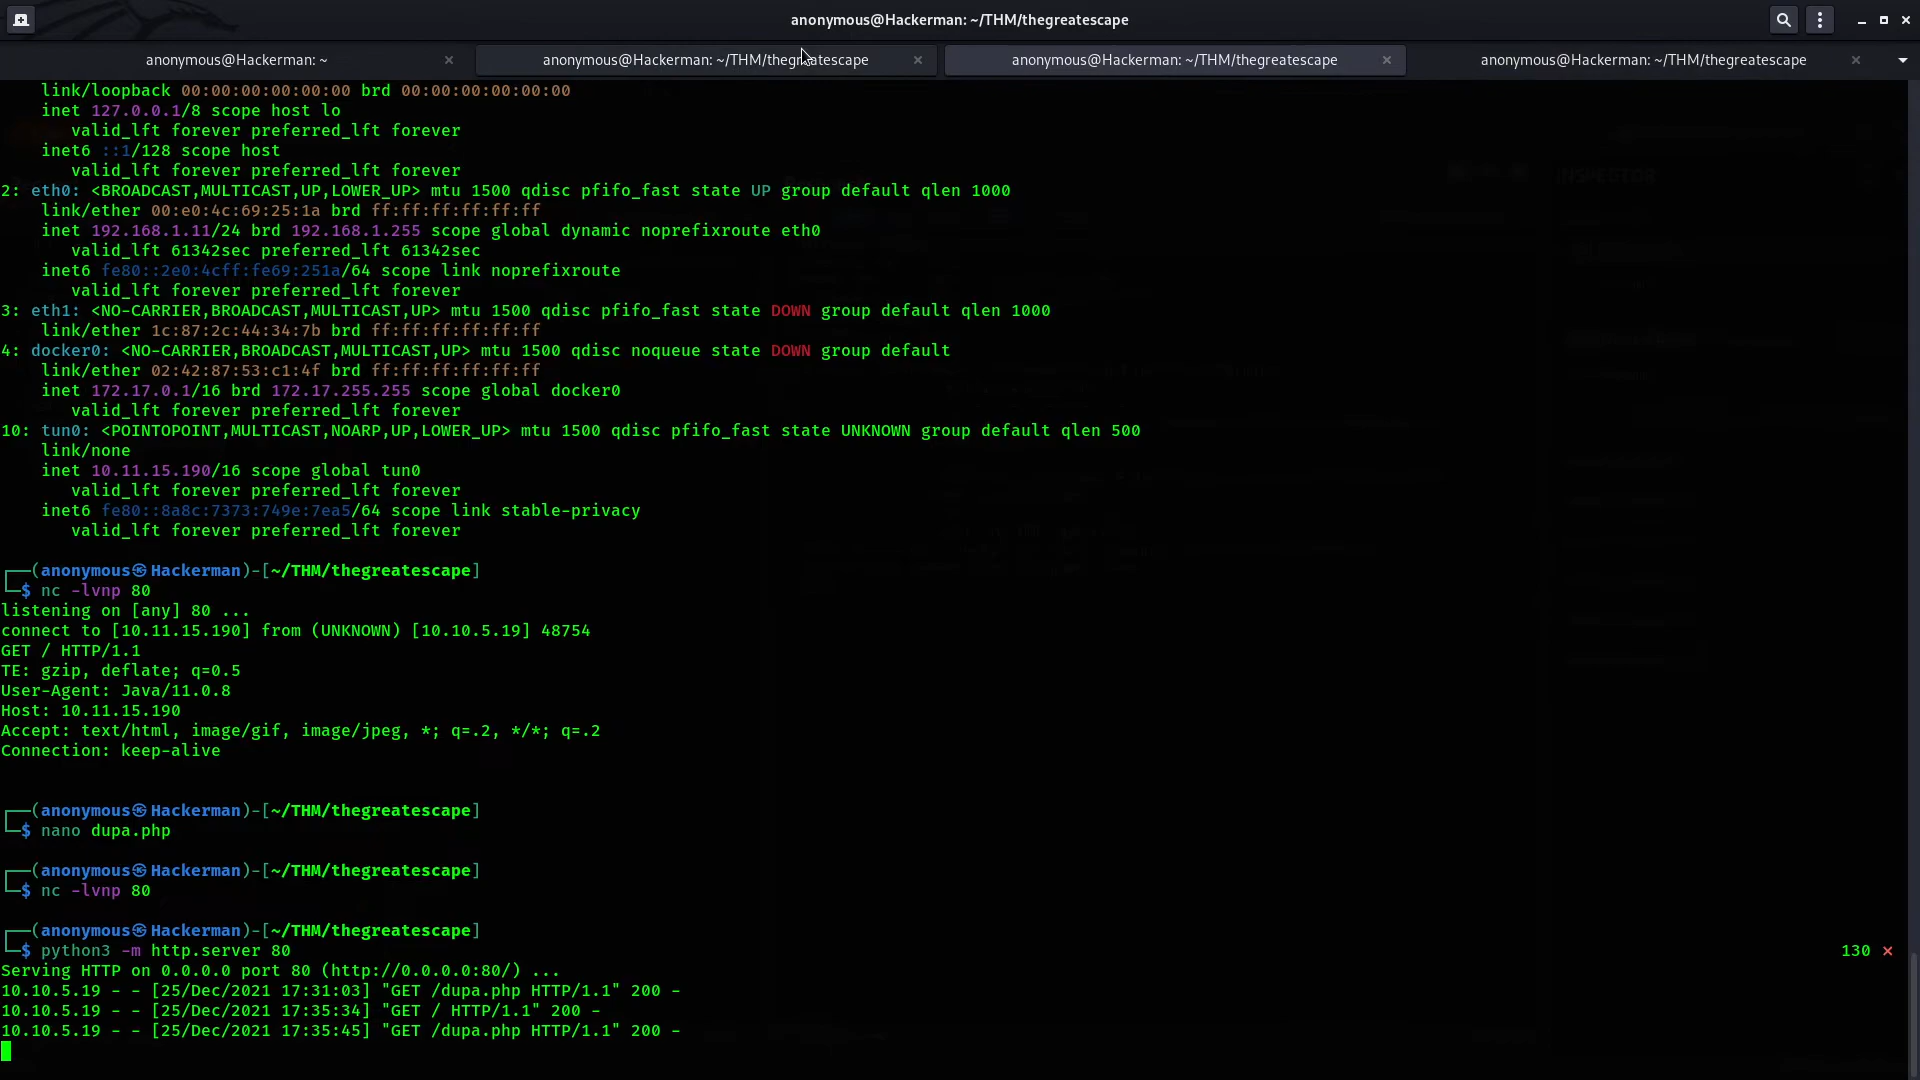 anonymous@Hackerman: ~/THM/thegreatescape
anonymous@Hackerman: ~
anonymous@Hackerman: ~/THM/thegreatescape
anonymous@Hackerman: ~/THM/thegreatescape
anonymous@Hackerman: ~/THM/thegreatescape
link/loopback 00:00:00:00:00:00 brd 00:00:00:00:00:00
inet 127.0.0.1/8 scope host lo
valid_lft forever preferred_lft forever
inet6 ::1/128 scope host
valid_lft forever preferred_lft forever
2: eth0: <BROADCAST,MULTICAST,UP,LOWER_UP> mtu 1500 qdisc pfifo_fast state UP group default qlen 1000
link/ether 00:e0:4c:69:25:1a brd ff:ff:ff:ff:ff:ff
inet 192.168.1.11/24 brd 192.168.1.255 scope global dynamic noprefixroute eth0
valid_lft 61342sec preferred_lft 61342sec
inet6 fe80::2e0:4cff:fe69:251a/64 scope link noprefixroute
valid_lft forever preferred_lft forever
3: eth1: <NO-CARRIER,BROADCAST,MULTICAST,UP> mtu 1500 qdisc pfifo_fast state DOWN group default qlen 1000
link/ether 1c:87:2c:44:34:7b brd ff:ff:ff:ff:ff:ff
4: docker0: <NO-CARRIER,BROADCAST,MULTICAST,UP> mtu 1500 qdisc noqueue state DOWN group default
link/ether 02:42:87:53:c1:4f brd ff:ff:ff:ff:ff:ff
inet 172.17.0.1/16 brd 172.17.255.255 scope global docker0
valid_lft forever preferred_lft forever
10: tun0: <POINTOPOINT,MULTICAST,NOARP,UP,LOWER_UP> mtu 1500 qdisc pfifo_fast state UNKNOWN group default qlen 500
link/none
inet 10.11.15.190/16 scope global tun0
valid_lft forever preferred_lft forever
inet6 fe80::8a8c:7373:749e:7ea5/64 scope link stable-privacy
valid_lft forever preferred_lft forever
┌──(anonymous㉿Hackerman)-[~/THM/thegreatescape]
└─$ nc -lvnp 80
listening on [any] 80 ...
connect to [10.11.15.190] from (UNKNOWN) [10.10.5.19] 48754
GET / HTTP/1.1
TE: gzip, deflate; q=0.5
User-Agent: Java/11.0.8
Host: 10.11.15.190
Accept: text/html, image/gif, image/jpeg, *; q=.2, */*; q=.2
Connection: keep-alive
┌──(anonymous㉿Hackerman)-[~/THM/thegreatescape]
└─$ nano dupa.php
┌──(anonymous㉿Hackerman)-[~/THM/thegreatescape]
└─$ nc -lvnp 80
┌──(anonymous㉿Hackerman)-[~/THM/thegreatescape]
└─$ python3 -m http.server 80 130 ⨯
Serving HTTP on 0.0.0.0 port 80 (http://0.0.0.0:80/) ...
10.10.5.19 - - [25/Dec/2021 17:31:03] "GET /dupa.php HTTP/1.1" 200 -
10.10.5.19 - - [25/Dec/2021 17:35:34] "GET / HTTP/1.1" 200 -
10.10.5.19 - - [25/Dec/2021 17:35:45] "GET /dupa.php HTTP/1.1" 200 -